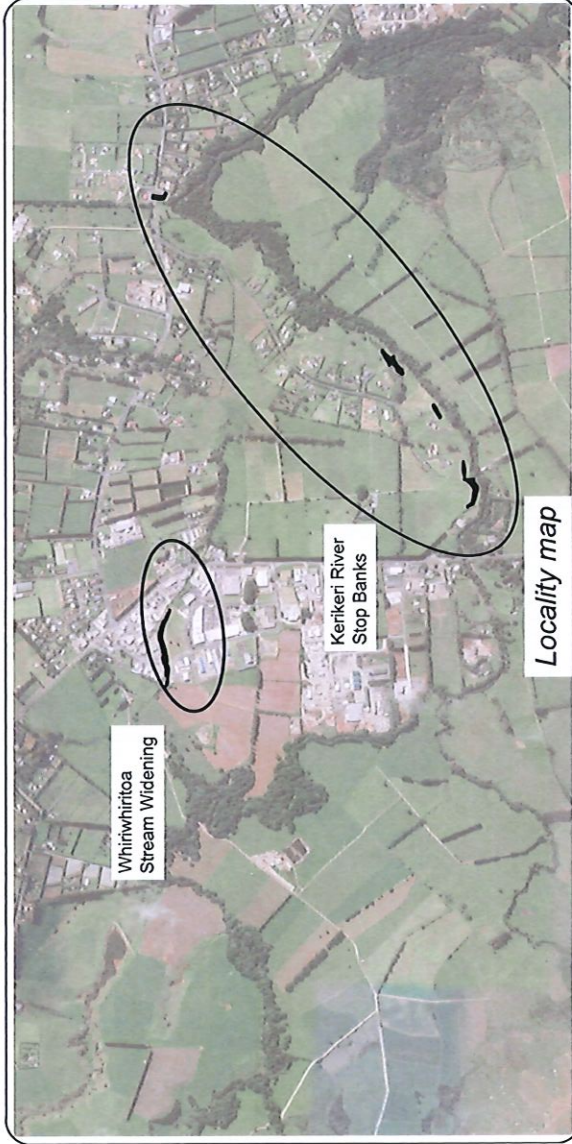 Whiriwhiritoa
Stream Widening
Kerikeri River
Stop Banks
Locality map